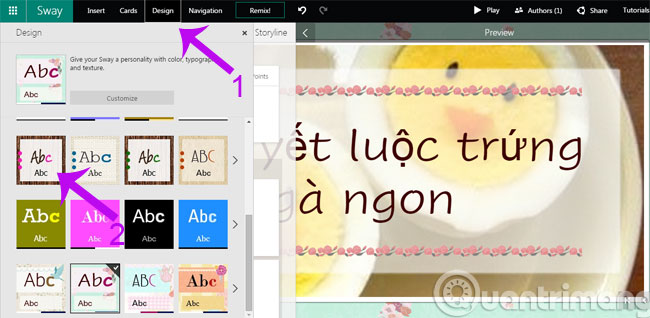 Sway Insert Cards Design Navigation Remix! Play Authors (1) Share Tutorials
Design × Storyline Preview
Give your Sway a personality with color, typography
and texture.
Abc
Abc
Customize
Points
1
Abc Abc Abc ABC
Abc Abc Abc Abc
2
Abc Abc Abc Abc
Abc Abc Abc Abc
Abc Abc ABC Abc
Abc Abc Abc Abc
yết luộc trứng
gà ngon
Quantrimang